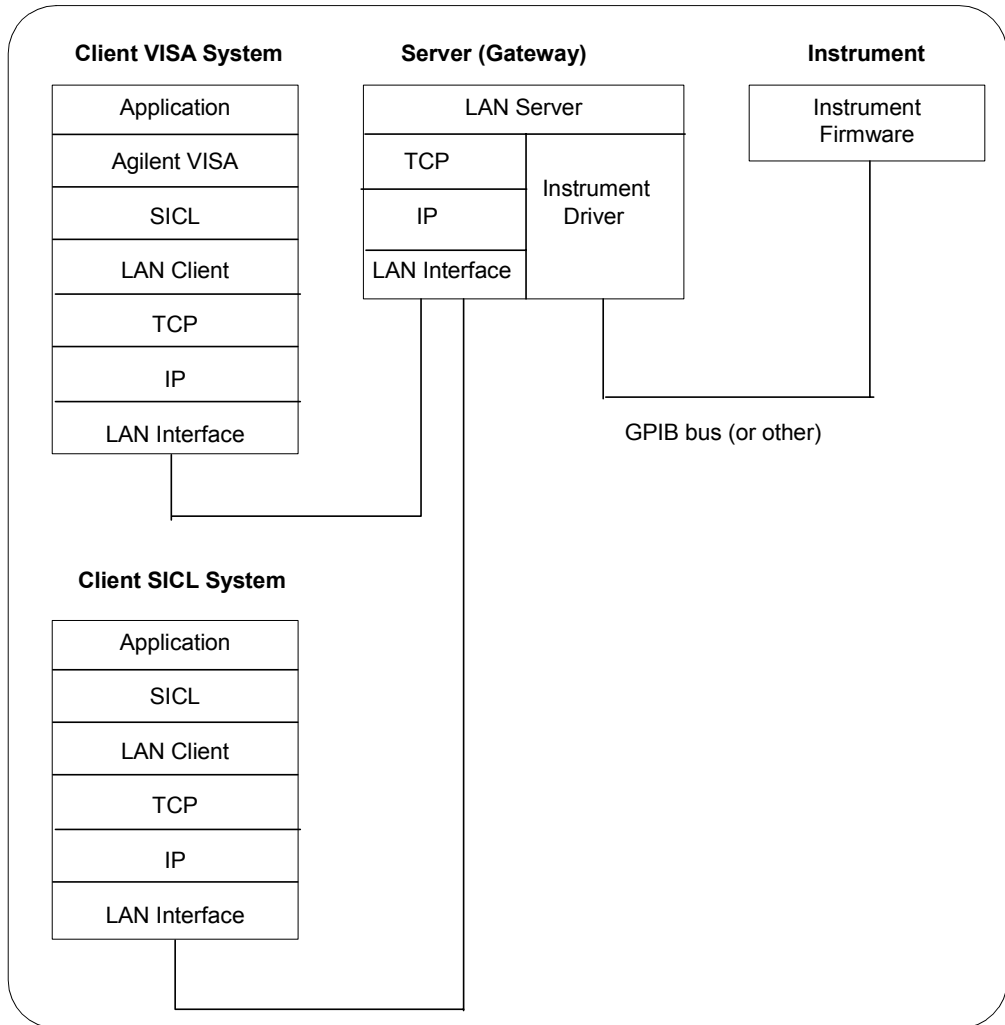 Client VISA System
Application
Agilent VISA
SICL
LAN Client
TCP
IP
LAN Interface
Server (Gateway)
LAN Server
TCP
IP
LAN Interface
Instrument
Driver
Instrument
Instrument
Firmware
GPIB bus (or other)
Client SICL System
Application
SICL
LAN Client
TCP
IP
LAN Interface